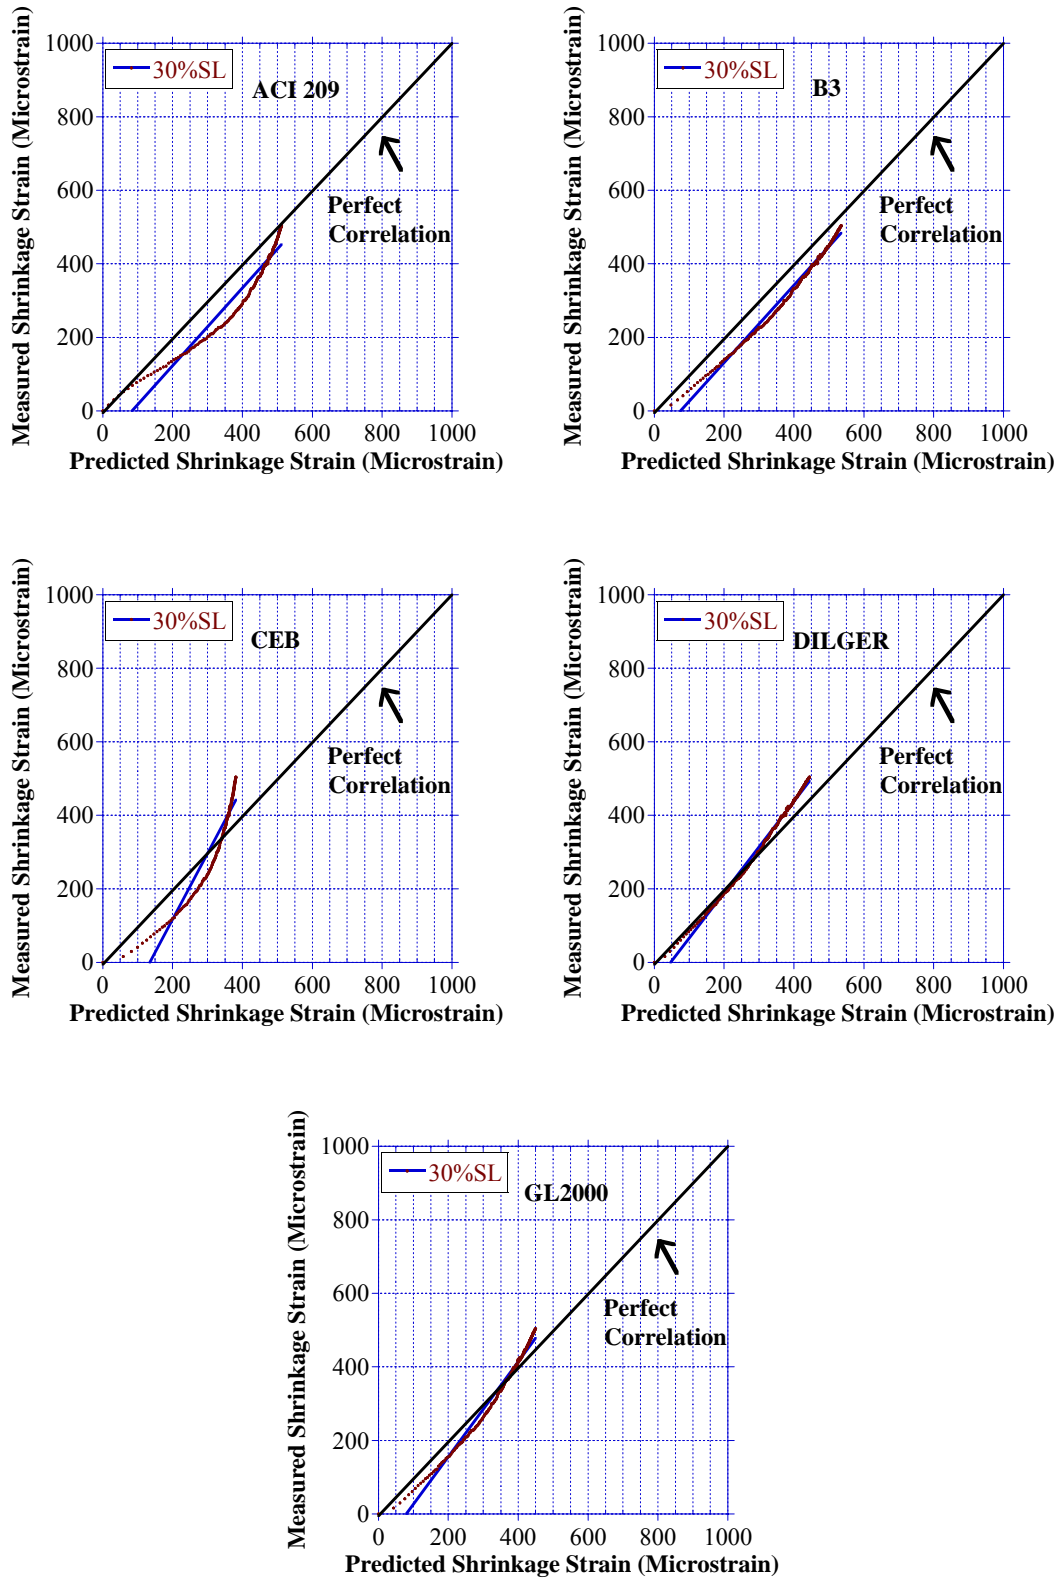 Measured Shrinkage Strain (Microstrain)
1000
800
600
400
200
0
30%SL
ACI 209
Perfect
Correlation
0 200 400 600 800 1000
Predicted Shrinkage Strain (Microstrain)
Measured Shrinkage Strain (Microstrain)
1000
800
600
400
200
0
30%SL
B3
Perfect
Correlation
0 200 400 600 800 1000
Predicted Shrinkage Strain (Microstrain)
Measured Shrinkage Strain (Microstrain)
1000
800
600
400
200
0
30%SL
CEB
Perfect
Correlation
0 200 400 600 800 1000
Predicted Shrinkage Strain (Microstrain)
Measured Shrinkage Strain (Microstrain)
1000
800
600
400
200
0
30%SL
DILGER
Perfect
Correlation
0 200 400 600 800 1000
Predicted Shrinkage Strain (Microstrain)
Measured Shrinkage Strain (Microstrain)
1000
800
600
400
200
0
30%SL
GL2000
Perfect
Correlation
0 200 400 600 800 1000
Predicted Shrinkage Strain (Microstrain)